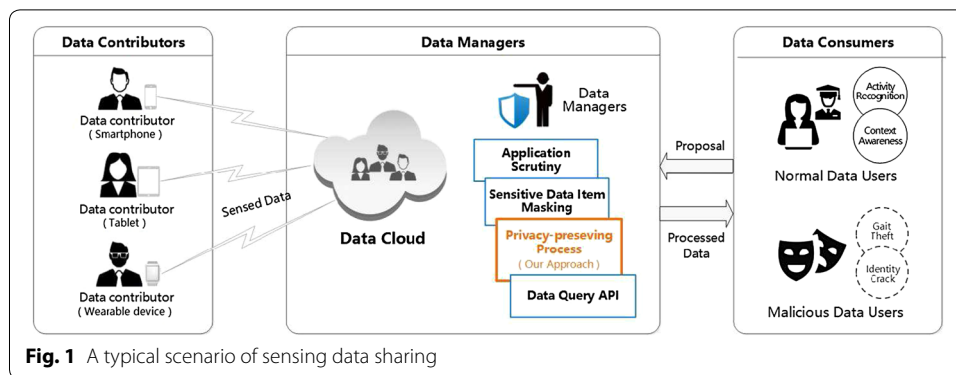 Data Contributors
Data contributor
( Smartphone )
Data contributor
( Tablet )
Data contributor
( Wearable device )
Sensed Data
Data Managers
Data Cloud
Data
Managers
Application
Scrutiny
Sensitive Data Item
Masking
Privacy-preseving
Process
( Our Approach )
Data Query API
Proposal
Processed
Data
Data Consumers
Activity
Recognition
Context
Awareness
Normal Data Users
Gait
Theft
Identity
Crack
Malicious Data Users
Fig. 1 A typical scenario of sensing data sharing